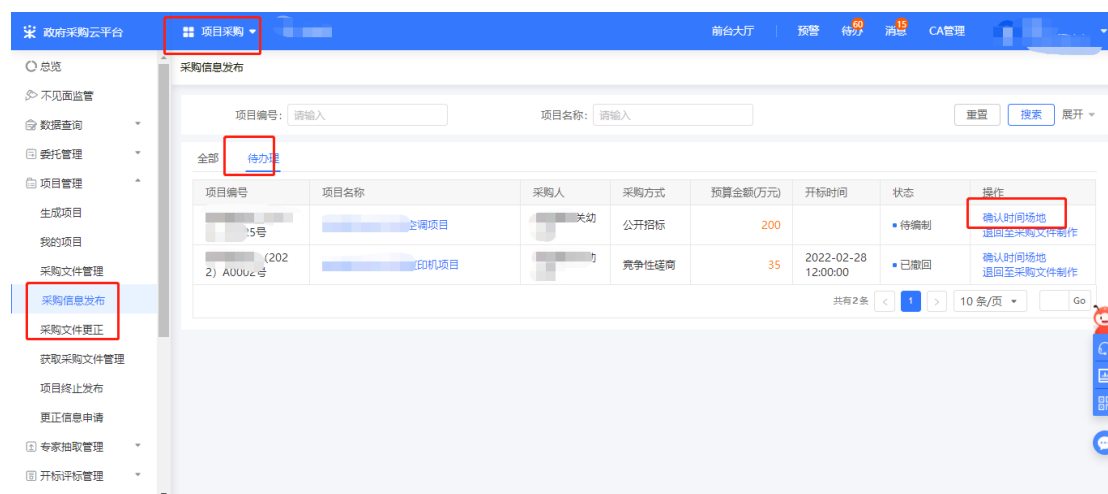 政府采购云平台
项目采购
前台大厅
预警
待办
60
消息
15
CA管理
总览
不见面监管
数据查询
委托管理
项目管理
生成项目
我的项目
采购文件管理
采购信息发布
采购文件更正
获取采购文件管理
项目终止发布
更正信息申请
专家抽取管理
开标评标管理
采购信息发布
项目编号: 请输入
项目名称: 请输入
重置 搜索 展开
全部 待办理
项目编号 项目名称 采购人 采购方式 预算金额(万元) 开标时间 状态 操作
5号 空调项目 关幼 公开招标 200 待编制 确认时间场地
退回至采购文件制作
(202 印机项目 竞争性磋商 35 2022-02-28 已撤回 确认时间场地
2) A0002号 12:00:00 退回至采购文件制作
共有2条 < 1 > 10 条/页 Go